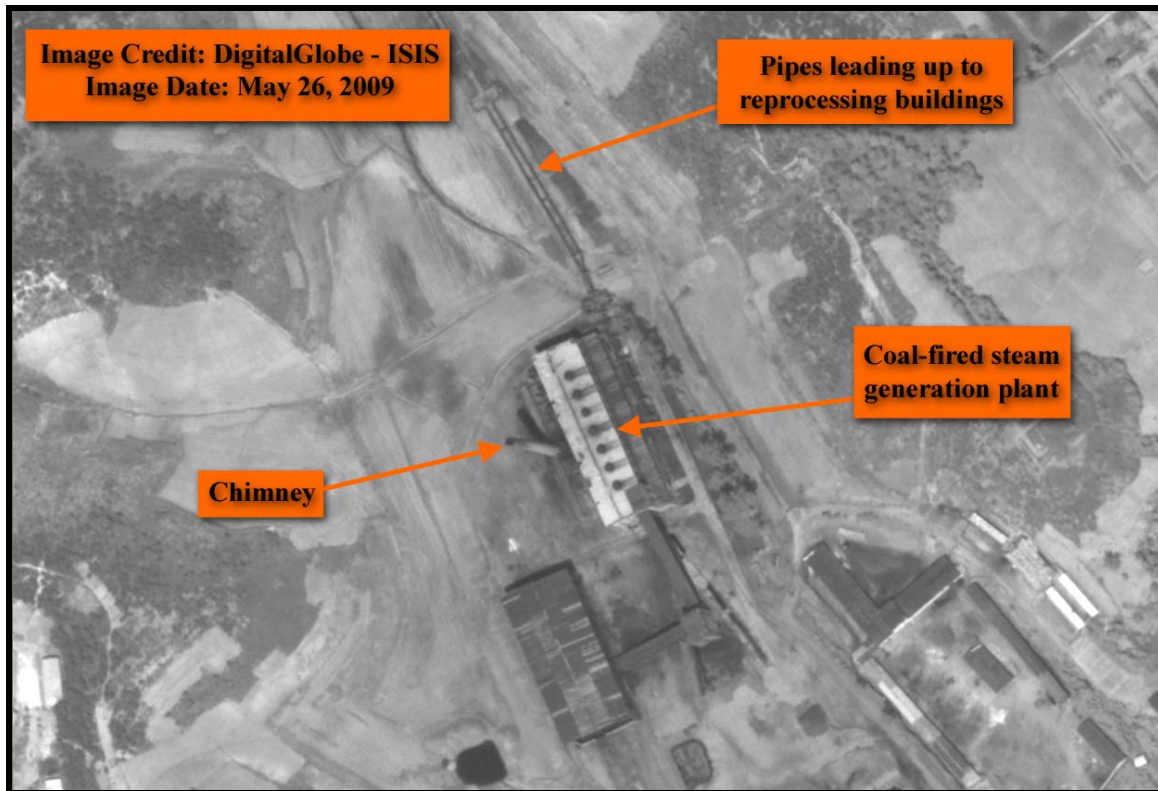 Image Credit: DigitalGlobe - ISIS
Image Date: May 26, 2009
Pipes leading up to
reprocessing buildings
Coal-fired steam
generation plant
Chimney